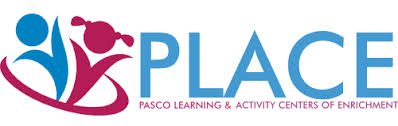 PLACE
PASCO LEARNING & ACTIVITY CENTERS OF ENRICHMENT